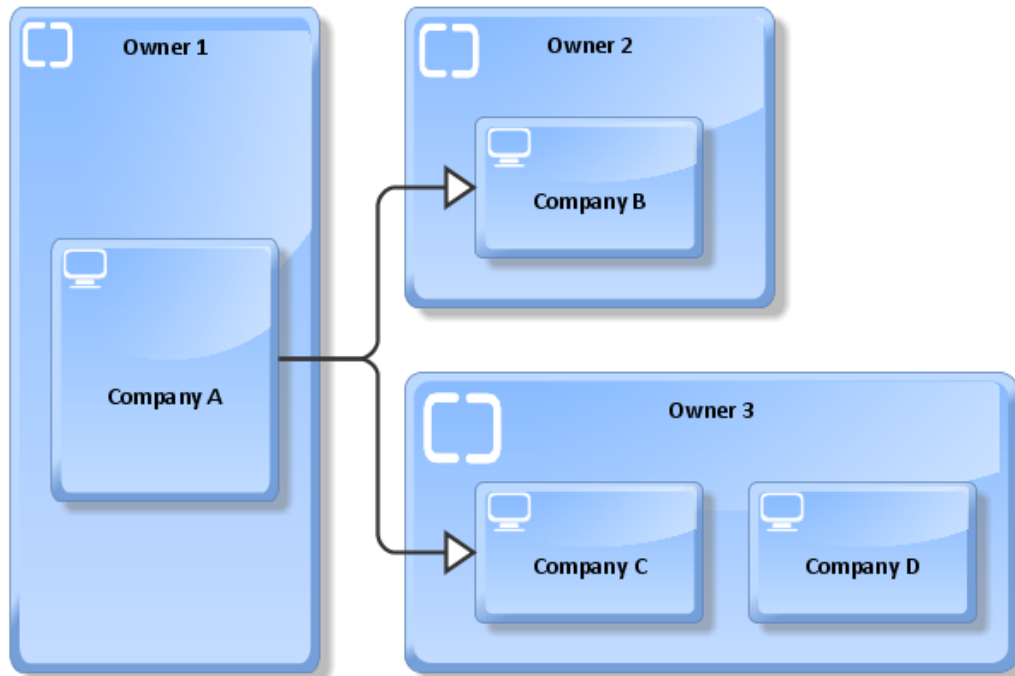 Owner 1
Company A
Owner 2
Company B
Owner 3
Company C
Company D